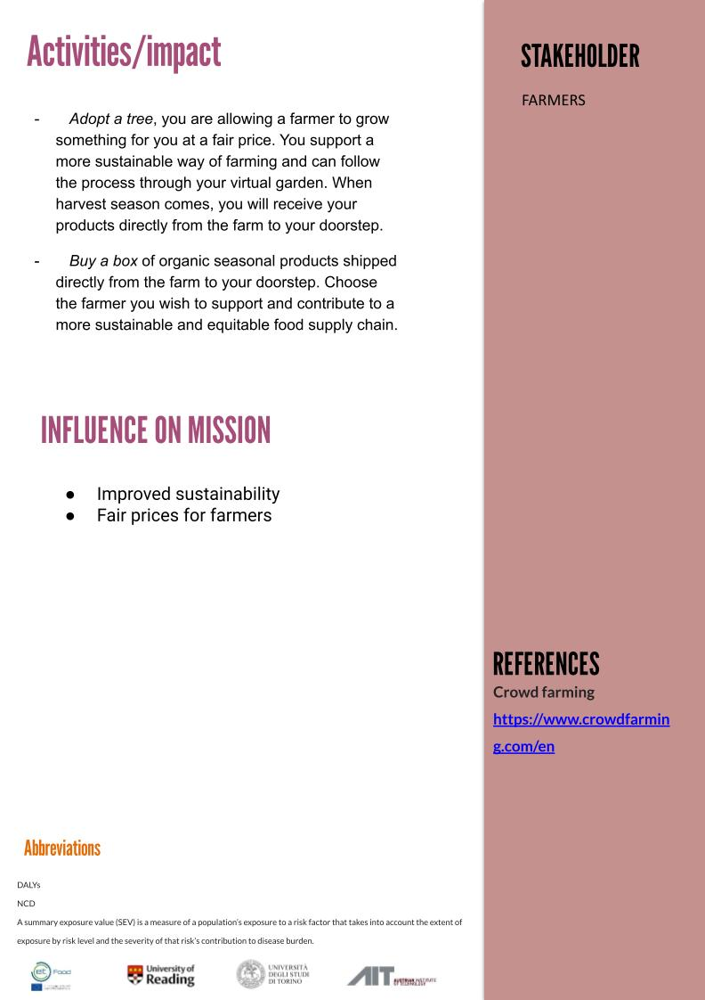 Activities/impact
- Adopt a tree, you are allowing a farmer to grow
something for you at a fair price. You support a
more sustainable way of farming and can follow
the process through your virtual garden. When
harvest season comes, you will receive your
products directly from the farm to your doorstep.
- Buy a box of organic seasonal products shipped
directly from the farm to your doorstep. Choose
the farmer you wish to support and contribute to a
more sustainable and equitable food supply chain.
INFLUENCE ON MISSION
● Improved sustainability
● Fair prices for farmers
STAKEHOLDER
FARMERS
REFERENCES
Crowd farming
https://www.crowdfarmin
g.com/en
Abbreviations
DALYs
NCD
A summary exposure value (SEV) is a measure of a population's exposure to a risk factor that takes into account the extent of
exposure by risk level and the severity of that risk's contribution to disease burden.
eit Food
University of
Reading
UNIVERSITÀ
DEGLI STUDI
DI TORINO
AIT
AUSTRIAN INSTITUTE
OF TECHNOLOGY